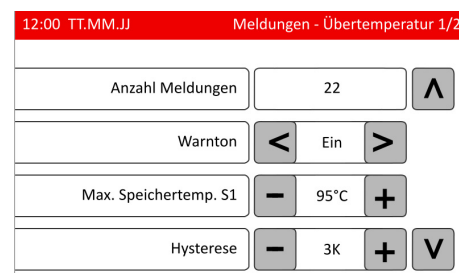 12:00 TT.MM.JJ Meldungen - Übertemperatur 1/2
Anzahl Meldungen 22
Warnton < Ein >
Max. Speichertemp. S1 - 95°C +
Hysterese - 3K +